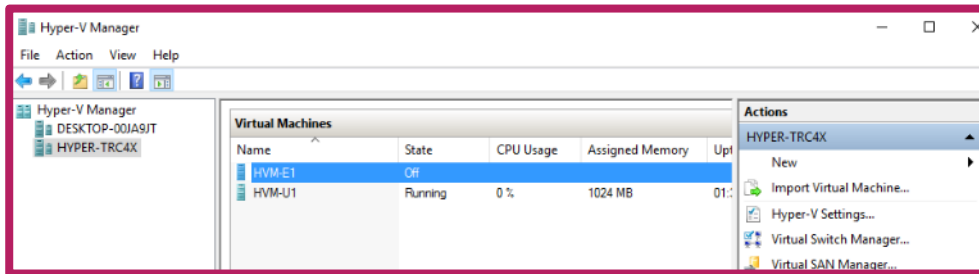 Hyper-V Manager
File Action View Help
Hyper-V Manager
DESKTOP-00JA9JT
HYPER-TRC4X
Virtual Machines
Name State CPU Usage Assigned Memory Upt
HVM-E1 Off
HVM-U1 Running 0 % 1024 MB 01:
Actions
HYPER-TRC4X
New
Import Virtual Machine...
Hyper-V Settings...
Virtual Switch Manager...
Virtual SAN Manager...